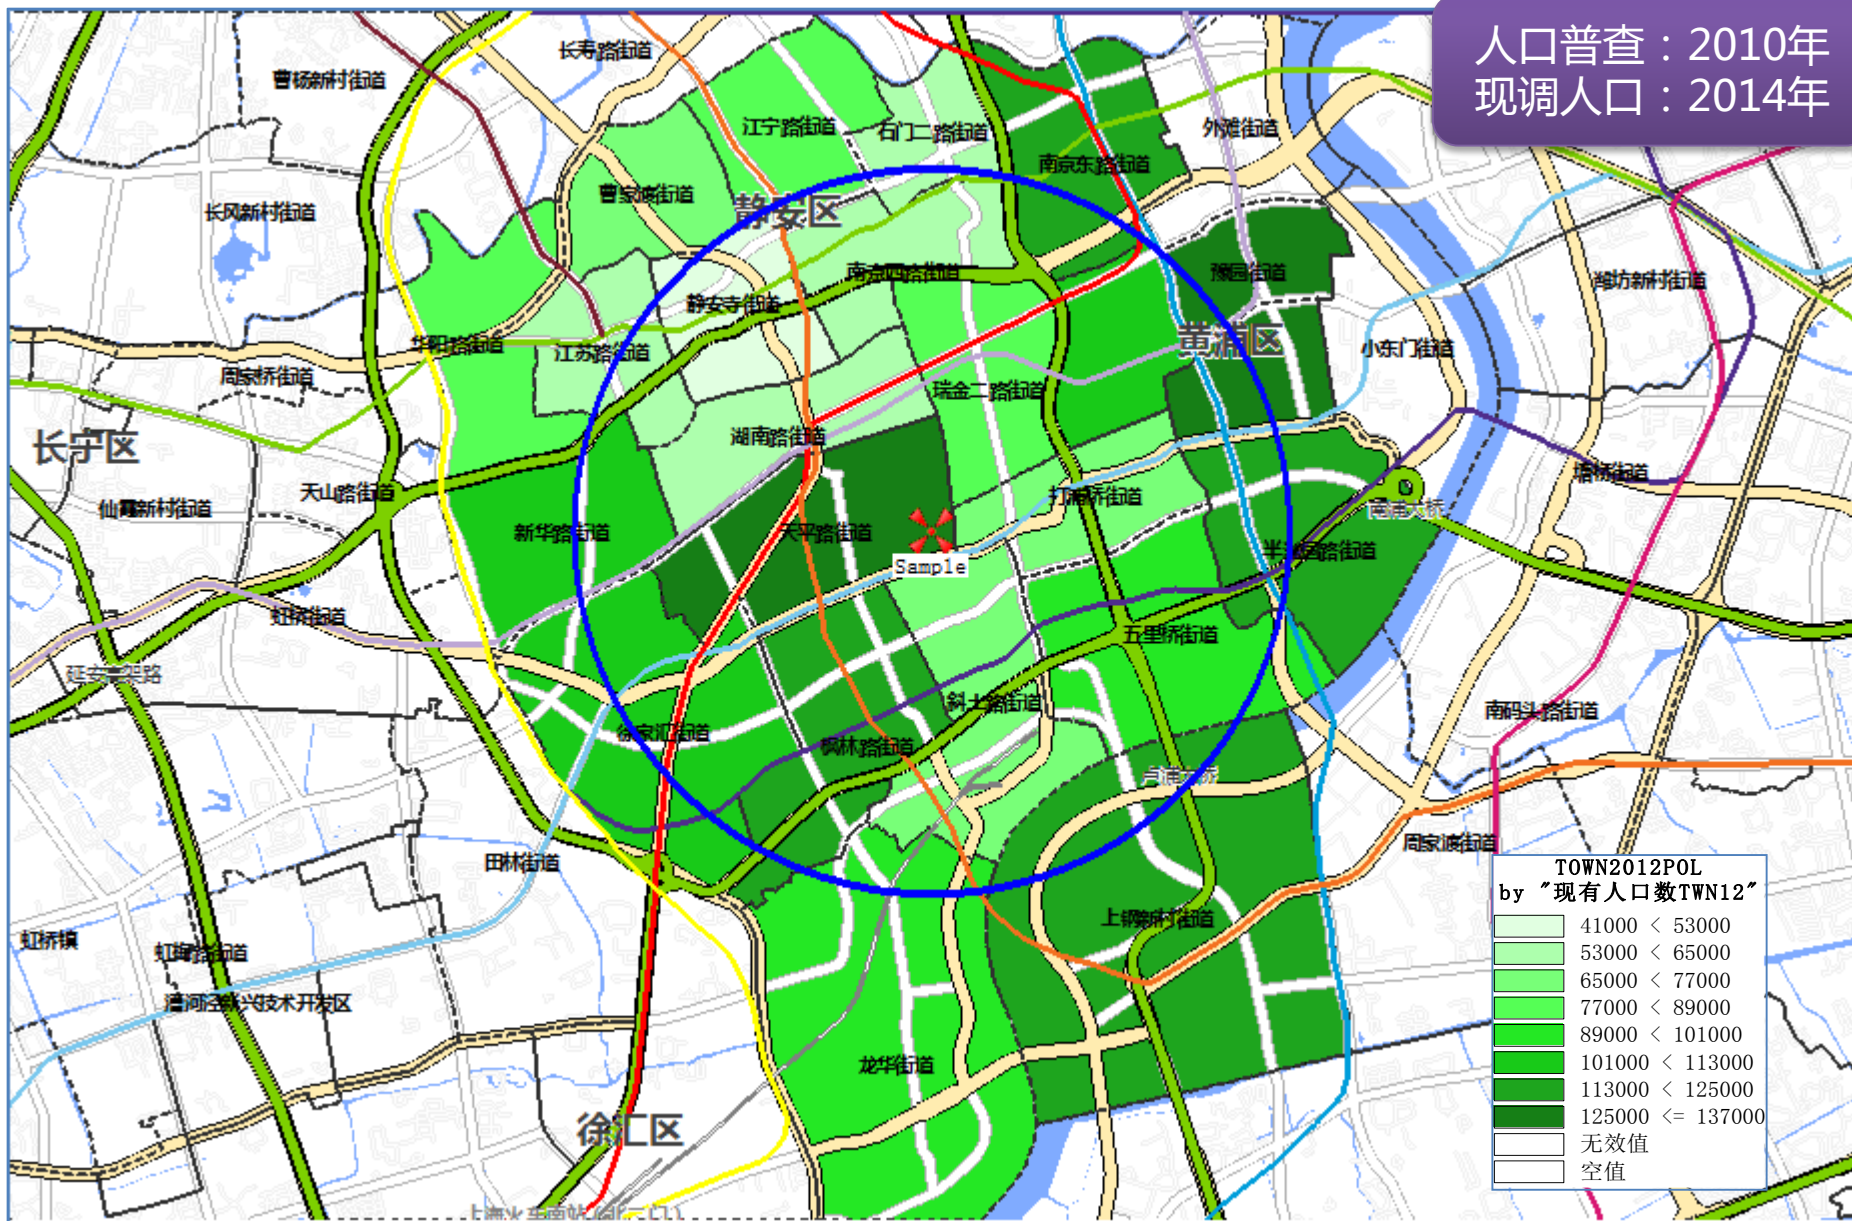 人口普查：2010年
现调人口：2014年
长寿路街道
曹杨新村街道
江宁路街道
石门二路街道
外滩街道
南京东路街道
曹家渡街道
长风新村街道
静安区
南京西路街道
豫园街道
潍坊新村街道
静安寺街道
华阳路街道
江苏路街道
黄浦区
小东门街道
周家桥街道
瑞金二路街道
长宁区
湖南路街道
塘桥街道
天山路街道
打浦桥街道
仙霞新村街道
南浦大桥
新华路街道
天平路街道
半淞园路街道
Sample
虹桥街道
五里桥街道
延安高架路
斜土路街道
南码头路街道
徐家汇街道
枫林路街道
卢浦大桥
周家渡街道
田林街道
上钢新村街道
虹桥镇
虹梅路街道
漕河泾新兴技术开发区
龙华街道
徐汇区
TOWN2012POL
by "现有人口数TWN12"
41000 < 53000
53000 < 65000
65000 < 77000
77000 < 89000
89000 < 101000
101000 < 113000
113000 < 125000
125000 <= 137000
无效值
空值